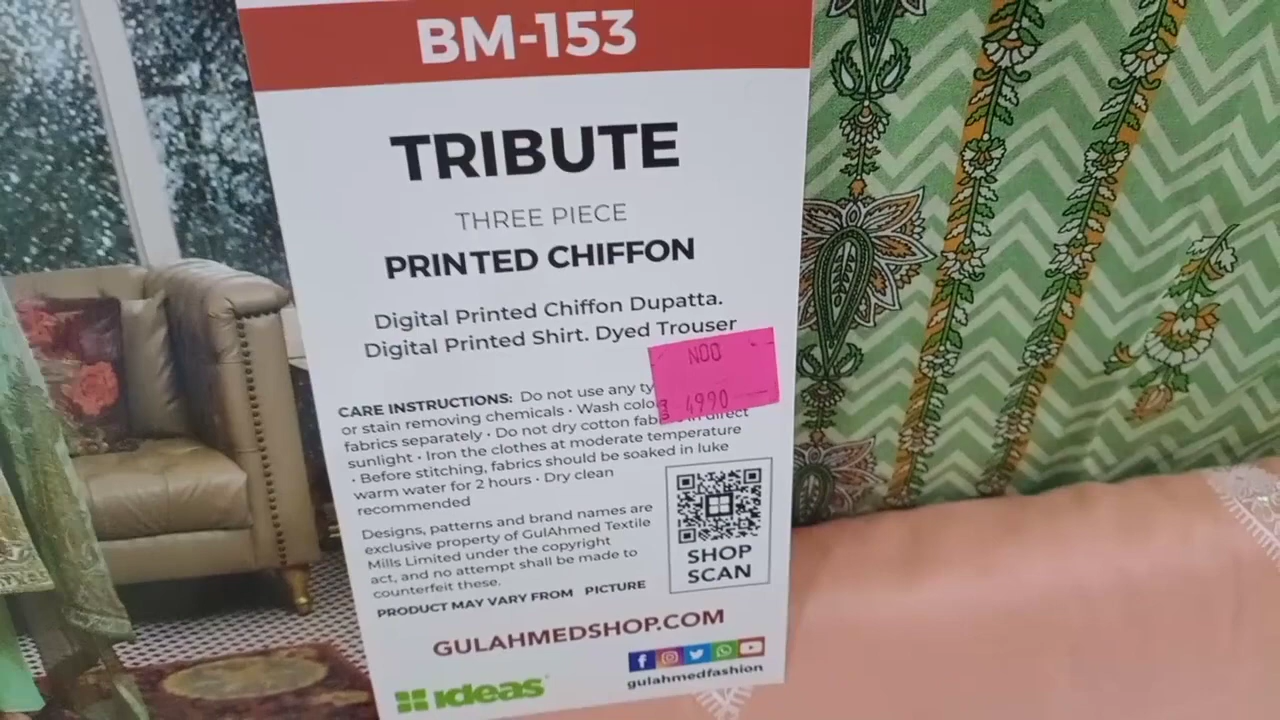 BM-153
TRIBUTE
THREE PIECE
PRINTED CHIFFON
Digital Printed Chiffon Dupatta.
Digital Printed Shirt. Dyed Trouser
NOO
4990
CARE INSTRUCTIONS: Do not use any
or stain removing chemicals • Wash
fabrics separately • Do not dry cotton direct
sunlight • Iron the clothes at moderate temperature
• Before stitching, fabrics should be soaked in luke
warm water for 2 hours • Dry clean
recommended
Designs, patterns and brand names are
exclusive property of GulAhmed Textile
Mills Limited under the copyright
act, and no attempt shall be made to
counterfeit these.
PRODUCT MAY VARY FROM PICTURE
SHOP
SCAN
GULAHMEDSHOP.COM
gulahmedfashion
ideas